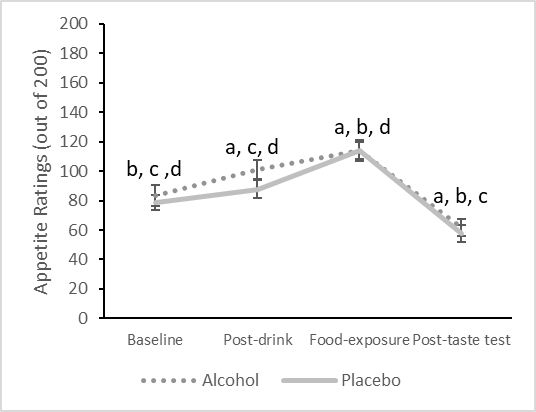 200
180
160
140
120
100
80
60
40
20
0
Appetite Ratings (out of 200)
b, c ,d
a, c, d
a, b, d
a, b, c
Baseline Post-drink Food-exposure Post-taste test
Alcohol Placebo